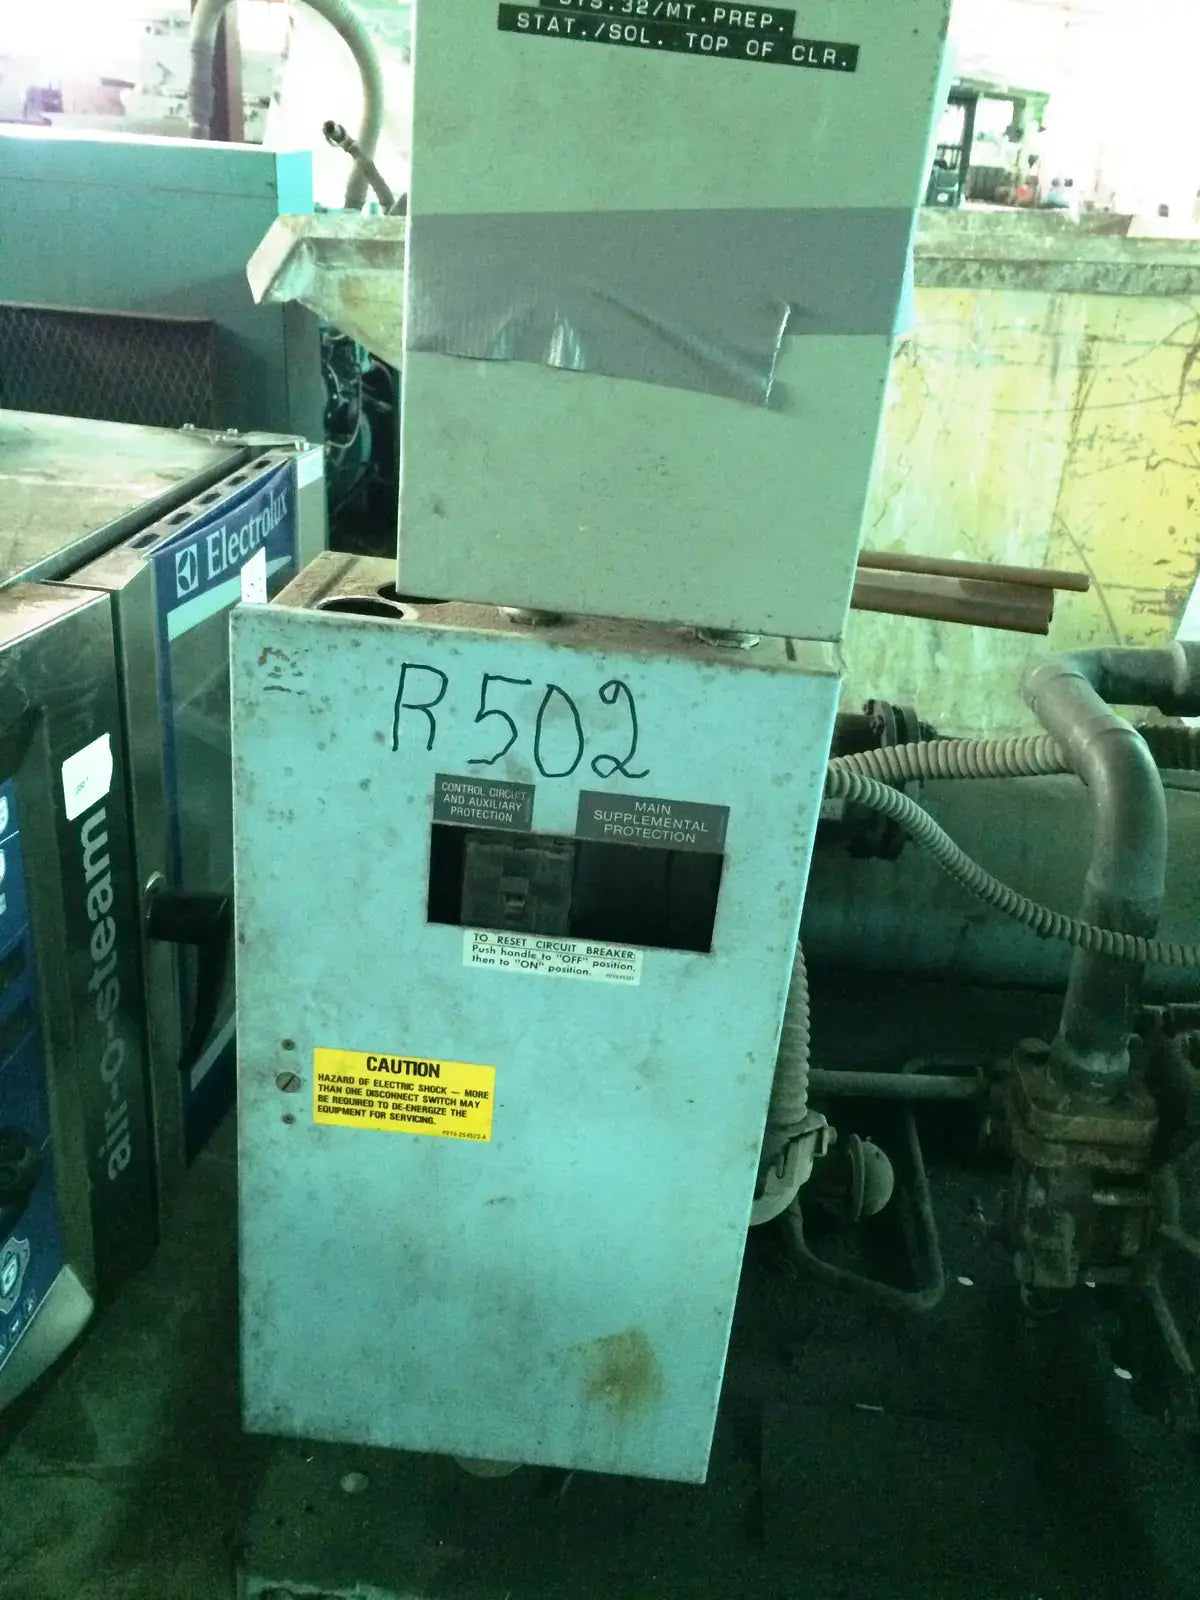 SYS.32/MT.PREP.
STAT./SOL. TOP OF CLR.
Electrolux
R502
CONTROL CIRCUIT
AND AUXILIARY
PROTECTION
MAIN
SUPPLEMENTAL
PROTECTION
TO RESET CIRCUIT BREAKER:
Push handle to "OFF" position,
then to "ON" position.
CAUTION
HAZARD OF ELECTRIC SHOCK — MORE
THAN ONE DISCONNECT SWITCH MAY
BE REQUIRED TO DE-ENERGIZE THE
EQUIPMENT FOR SERVICING.
air-o-steam